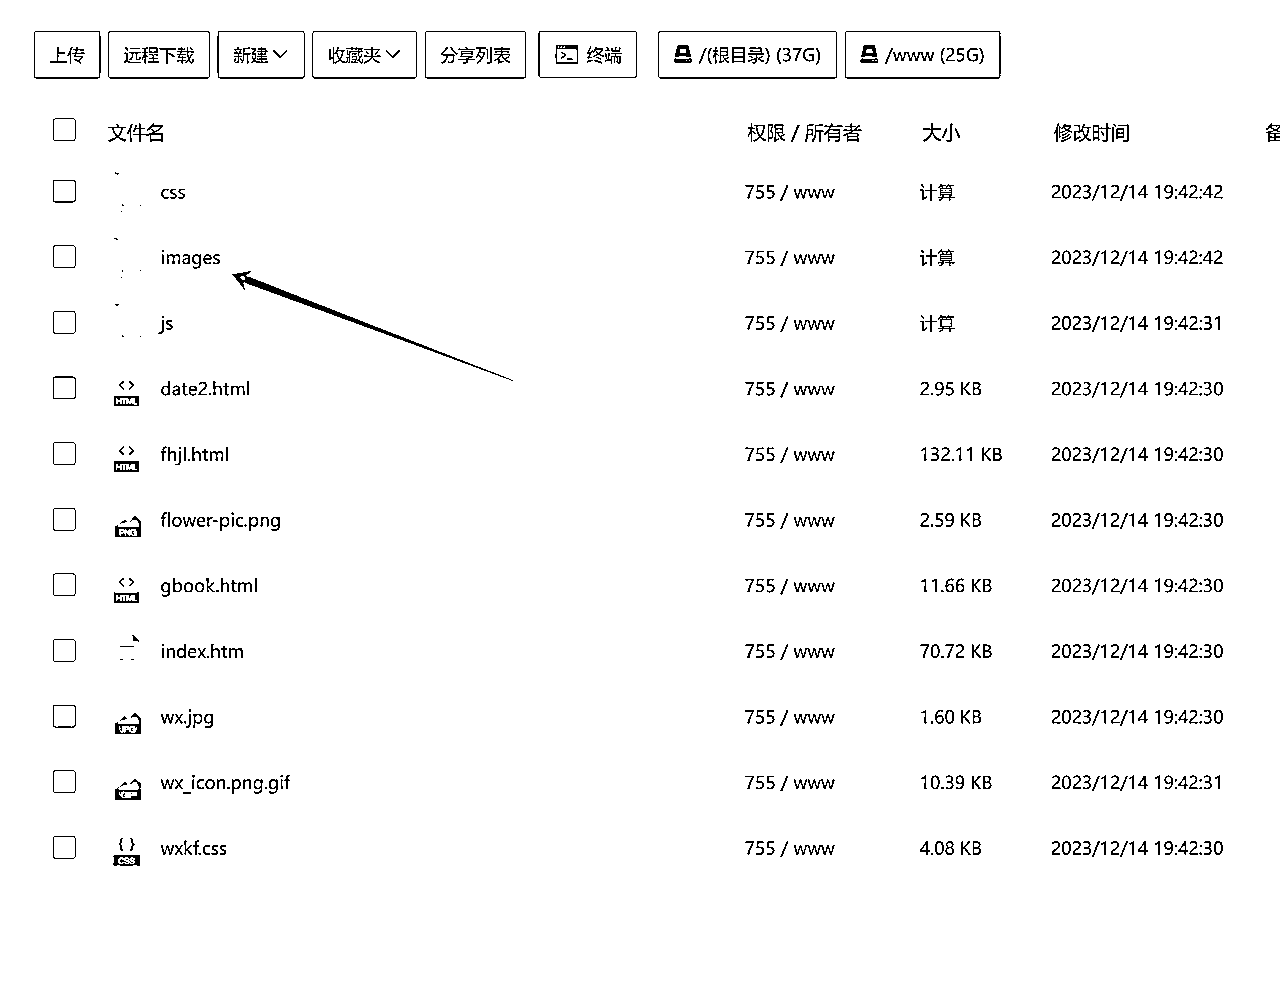 上传 远程下载 新建 收藏夹 分享列表 终端 /(根目录) (37G) /www (25G)
文件名 权限 / 所有者 大小 修改时间
css 755 / www 计算 2023/12/14 19:42:42
images 755 / www 计算 2023/12/14 19:42:42
js 755 / www 计算 2023/12/14 19:42:31
HTML date2.html 755 / www 2.95 KB 2023/12/14 19:42:30
HTML fhjl.html 755 / www 132.11 KB 2023/12/14 19:42:30
PNG flower-pic.png 755 / www 2.59 KB 2023/12/14 19:42:30
HTML gbook.html 755 / www 11.66 KB 2023/12/14 19:42:30
index.htm 755 / www 70.72 KB 2023/12/14 19:42:30
JPG wx.jpg 755 / www 1.60 KB 2023/12/14 19:42:30
wx_icon.png.gif 755 / www 10.39 KB 2023/12/14 19:42:31
CSS wxkf.css 755 / www 4.08 KB 2023/12/14 19:42:30